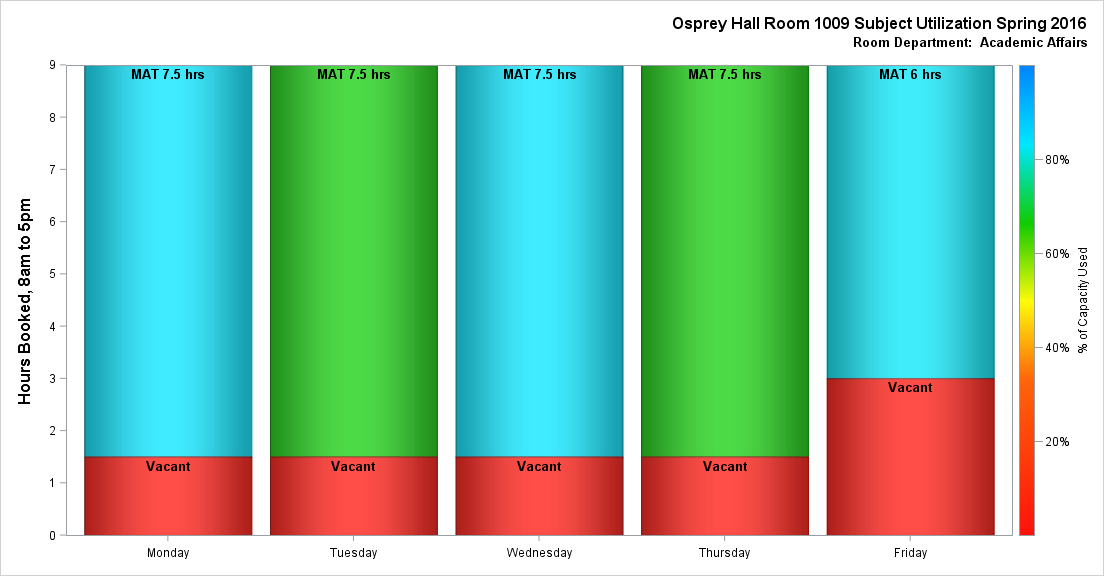 Osprey Hall Room 1009 Subject Utilization Spring 2016
Room Department:  Academic Affairs
Hours Booked, 8am to 5pm
9
8
7
6
5
4
3
2
1
0
MAT 7.5 hrs
MAT 7.5 hrs
MAT 7.5 hrs
MAT 7.5 hrs
MAT 6 hrs
Vacant
Vacant
Vacant
Vacant
Vacant
Monday
Tuesday
Wednesday
Thursday
Friday
80%
60%
40%
20%
% of Capacity Used